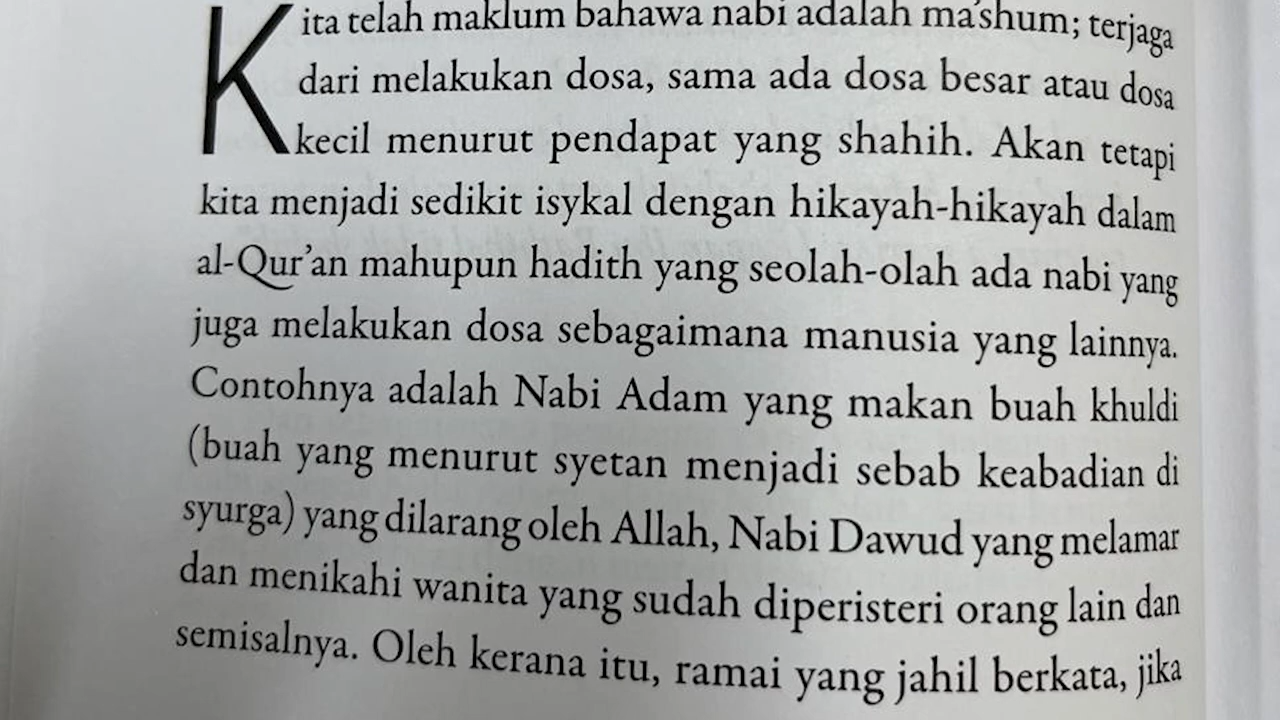 Kita telah maklum bahawa nabi adalah ma'shum; terjaga
dari melakukan dosa, sama ada dosa besar atau dosa
kecil menurut pendapat yang shahih. Akan tetapi
kita menjadi sedikit isykal dengan hikayah-hikayah dalam
al-Qur'an mahupun hadith yang seolah-olah ada nabi yang
juga melakukan dosa sebagaimana manusia yang lainnya.
Contohnya adalah Nabi Adam yang makan buah khuldi
(buah yang menurut syetan menjadi sebab keabadian di
syurga) yang dilarang oleh Allah, Nabi Dawud yang melamar
dan menikahi wanita yang sudah diperisteri orang lain dan
semisalnya. Oleh kerana itu, ramai yang jahil berkata, jika